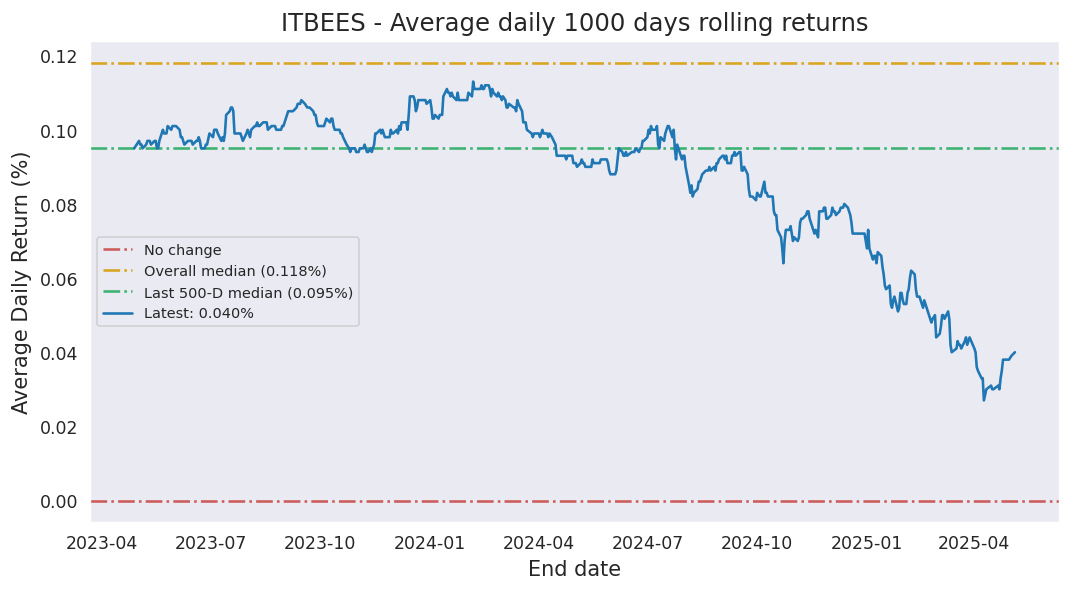 ITBEES - Average daily 1000 days rolling returns
Average Daily Return (%)
0.12
0.10
0.08
0.06
0.04
0.02
0.00
No change
Overall median (0.118%)
Last 500-D median (0.095%)
Latest: 0.040%
2023-04 2023-07 2023-10 2024-01 2024-04 2024-07 2024-10 2025-01 2025-04
End date